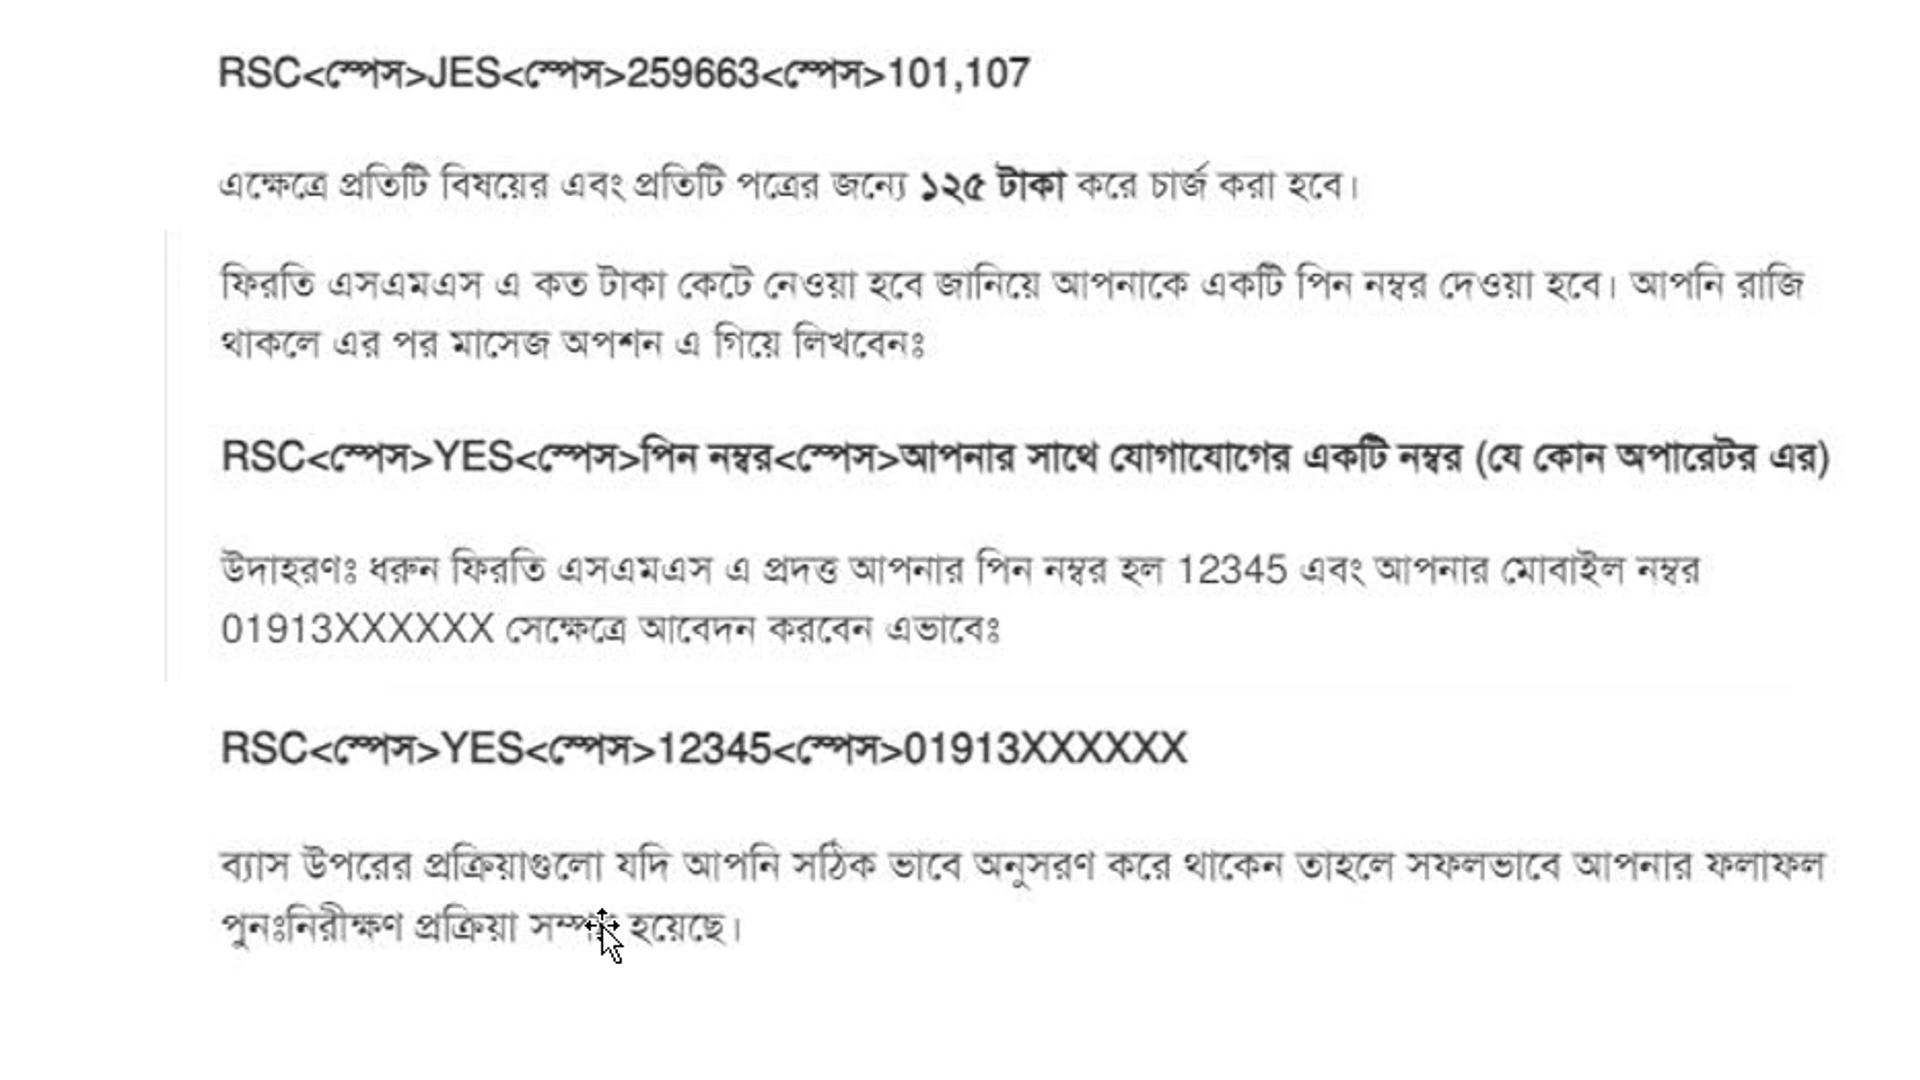 RSC<স্পেস>JES<স্পেস>259663<স্পেস>101,107
এক্ষেত্রে প্রতিটি বিষয়ের এবং প্রতিটি পত্রের জন্যে ১২৫ টাকা করে চার্জ করা হবে।
ফিরতি এসএমএস এ কত টাকা কেটে নেওয়া হবে জানিয়ে আপনাকে একটি পিন নম্বর দেওয়া হবে। আপনি রাজি
থাকলে এর পর মাসেজ অপশন এ গিয়ে লিখবেনঃ
RSC<স্পেস>YES<স্পেস>পিন নম্বর<স্পেস>আপনার সাথে যোগাযোগের একটি নম্বর (যে কোন অপারেটর এর)
উদাহরণঃ ধরুন ফিরতি এসএমএস এ প্রদত্ত আপনার পিন নম্বর হল 12345 এবং আপনার মোবাইল নম্বর
01913XXXXXX সেক্ষেত্রে আবেদন করবেন এভাবেঃ
RSC<স্পেস>YES<স্পেস>12345<স্পেস>01913XXXXXX
ব্যাস উপরের প্রক্রিয়াগুলো যদি আপনি সঠিক ভাবে অনুসরণ করে থাকেন তাহলে সফলভাবে আপনার ফলাফল
পুনঃনিরীক্ষণ প্রক্রিয়া হয়েছে।